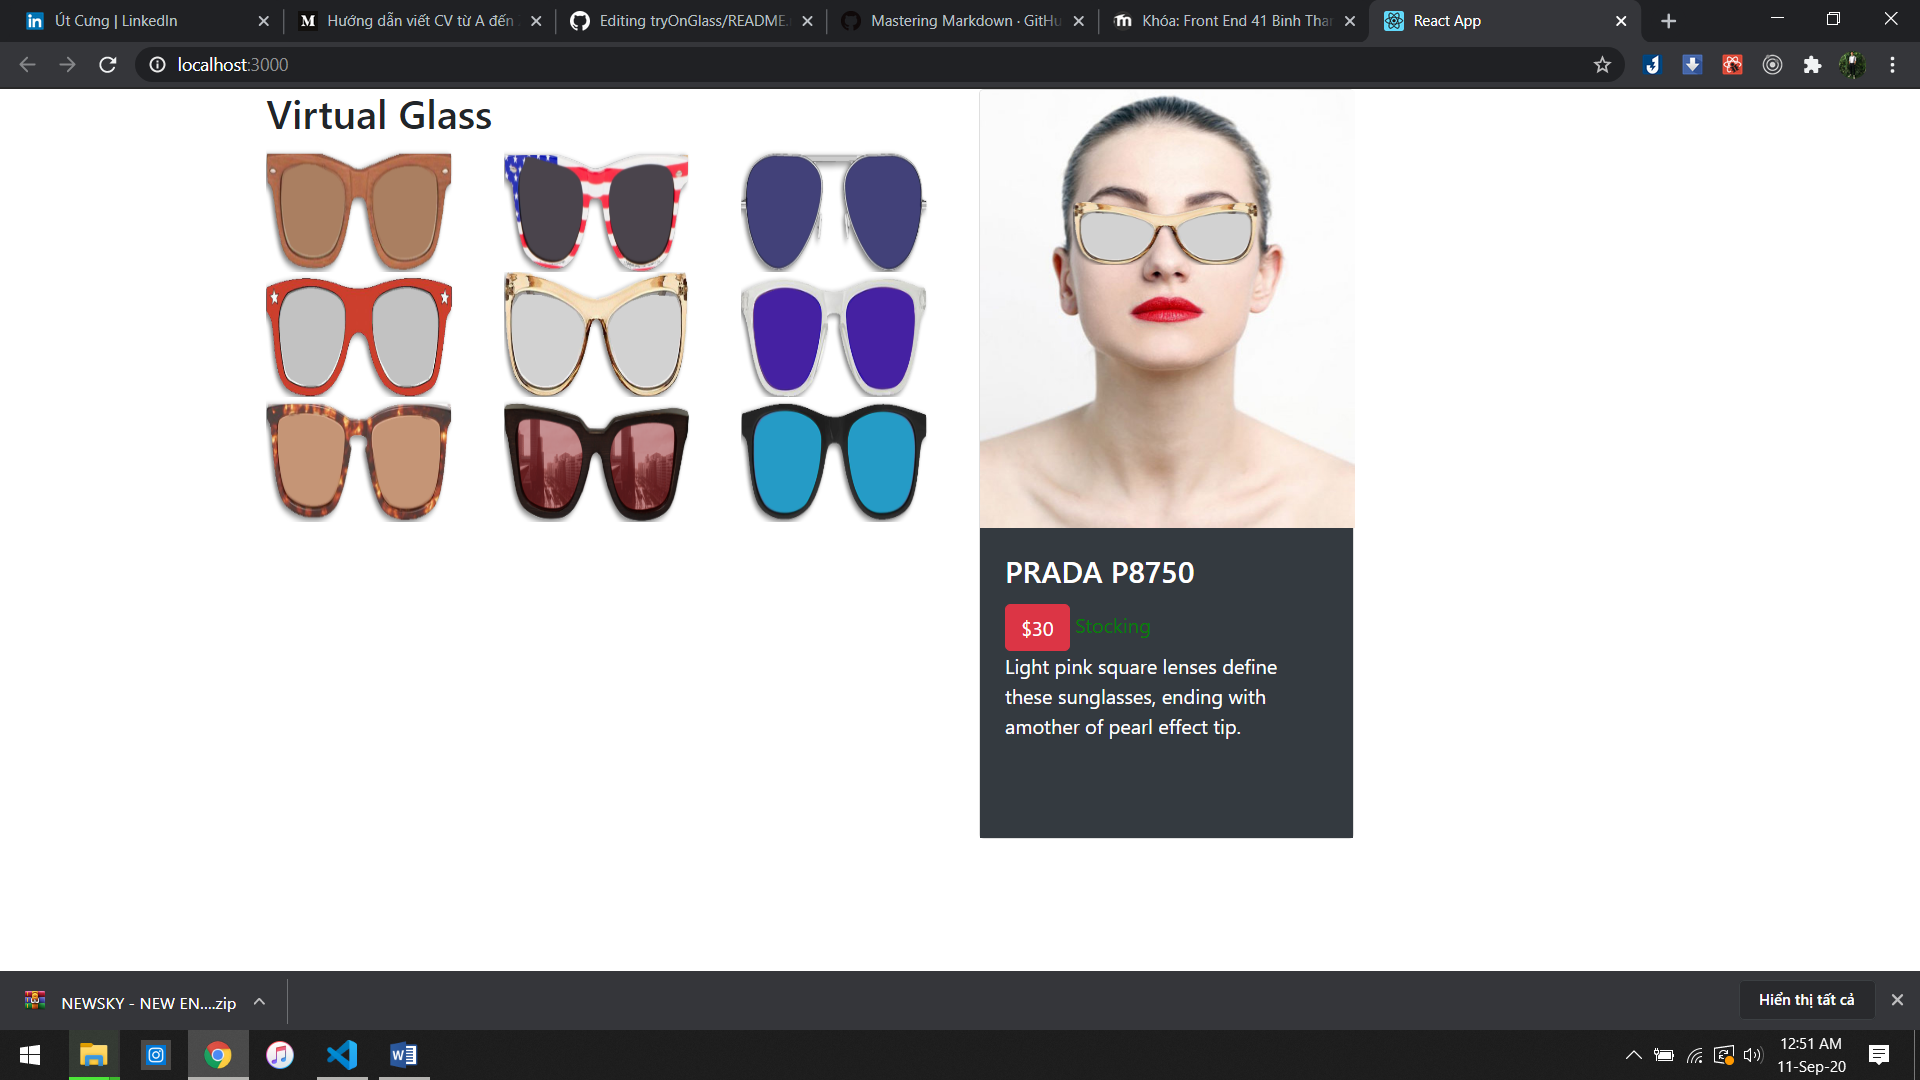 Út Cưng | LinkedIn
Hướng dẫn viết CV từ A đến
Editing tryOnGlass/README.
Mastering Markdown · GitHu
Khóa: Front End 41 Binh Than
React App
localhost:3000
Virtual Glass
PRADA P8750
$30 Stocking
Light pink square lenses define
these sunglasses, ending with
amother of pearl effect tip.
NEWSKY - NEW EN....zip
Hiển thị tất cả
12:51 AM
11-Sep-20